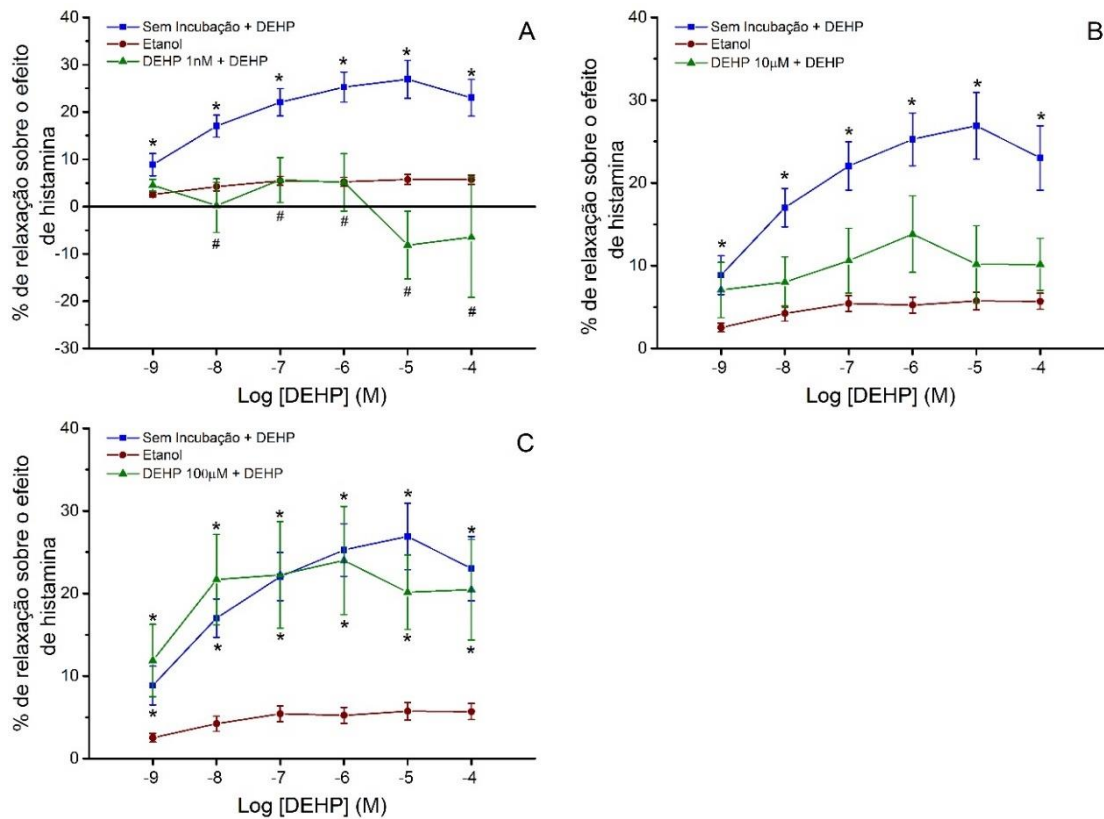 A
Sem Incubação + DEHP
Etanol
DEHP 1nM + DEHP
% de relaxação sobre o efeito
de histamina
40
30
20
10
0
-10
-20
-30
* * * * * *
# # # # #
-9 -8 -7 -6 -5 -4
Log [DEHP] (M)
B
Sem Incubação + DEHP
Etanol
DEHP 10µM + DEHP
% de relaxação sobre o efeito
de histamina
40
30
20
10
0
* * * * * *
-9 -8 -7 -6 -5 -4
Log [DEHP] (M)
C
Sem Incubação + DEHP
Etanol
DEHP 100µM + DEHP
% de relaxação sobre o efeito
de histamina
40
30
20
10
0
* * * * * *
* * * * * *
-9 -8 -7 -6 -5 -4
Log [DEHP] (M)